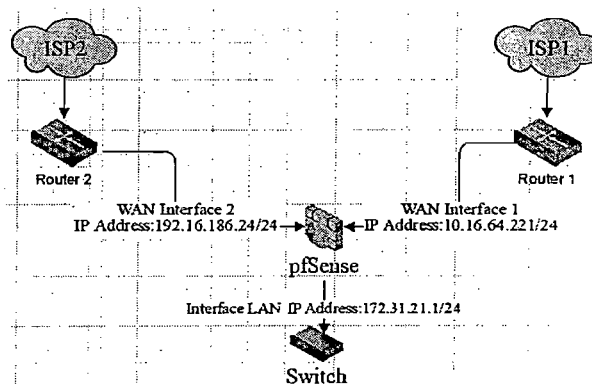 ISP2
ISP1
Router 2
Router 1
WAN Interface 2
IP Address:192.16.186.24/24
WAN Interface 1
IP Address:10.16.64.221/24
pfSense
Interface LAN IP Address:172.31.21.1/24
Switch